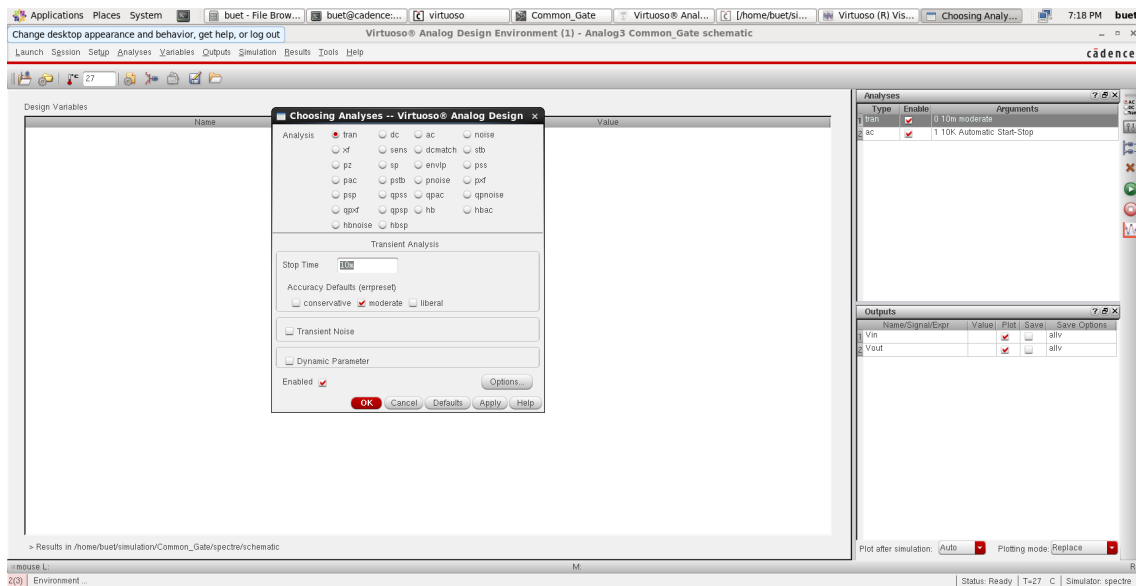 Applications Places System buet - File Brow... buet@cadence:... virtuoso Common_Gate Virtuoso® Anal... [/home/buet/si... Virtuoso (R) Vis... Choosing Analy... 7:18 PM buet
Change desktop appearance and behavior, get help, or log out
Virtuoso® Analog Design Environment (1) - Analog3 Common_Gate schematic
Launch Session Setup Analyses Variables Outputs Simulation Results Tools Help
cādence
27
Design Variables
Name Value
Choosing Analyses -- Virtuoso® Analog Design
Analysis tran dc ac noise
xf sens dcmatch stb
pz sp envlp pss
pac pstb pnoise pxf
psp qpss qpac qpnoise
qpxf qpsp hb hbac
hbnoise hbsp
Transient Analysis
Stop Time 10m
Accuracy Defaults (errpreset)
conservative moderate liberal
Transient Noise
Dynamic Parameter
Enabled Options...
OK Cancel Defaults Apply Help
Analyses
Type Enable Arguments
1 tran 0 10m moderate
2 ac 1 10K Automatic Start-Stop
Outputs
Name/Signal/Expr Value Plot Save Save Options
1 Vin allv
2 Vout allv
> Results in /home/buet/simulation/Common_Gate/spectre/schematic
Plot after simulation: Auto Plotting mode: Replace
mouse L: M: R
2(3) Environment ...
Status: Ready T=27 C Simulator: spectre